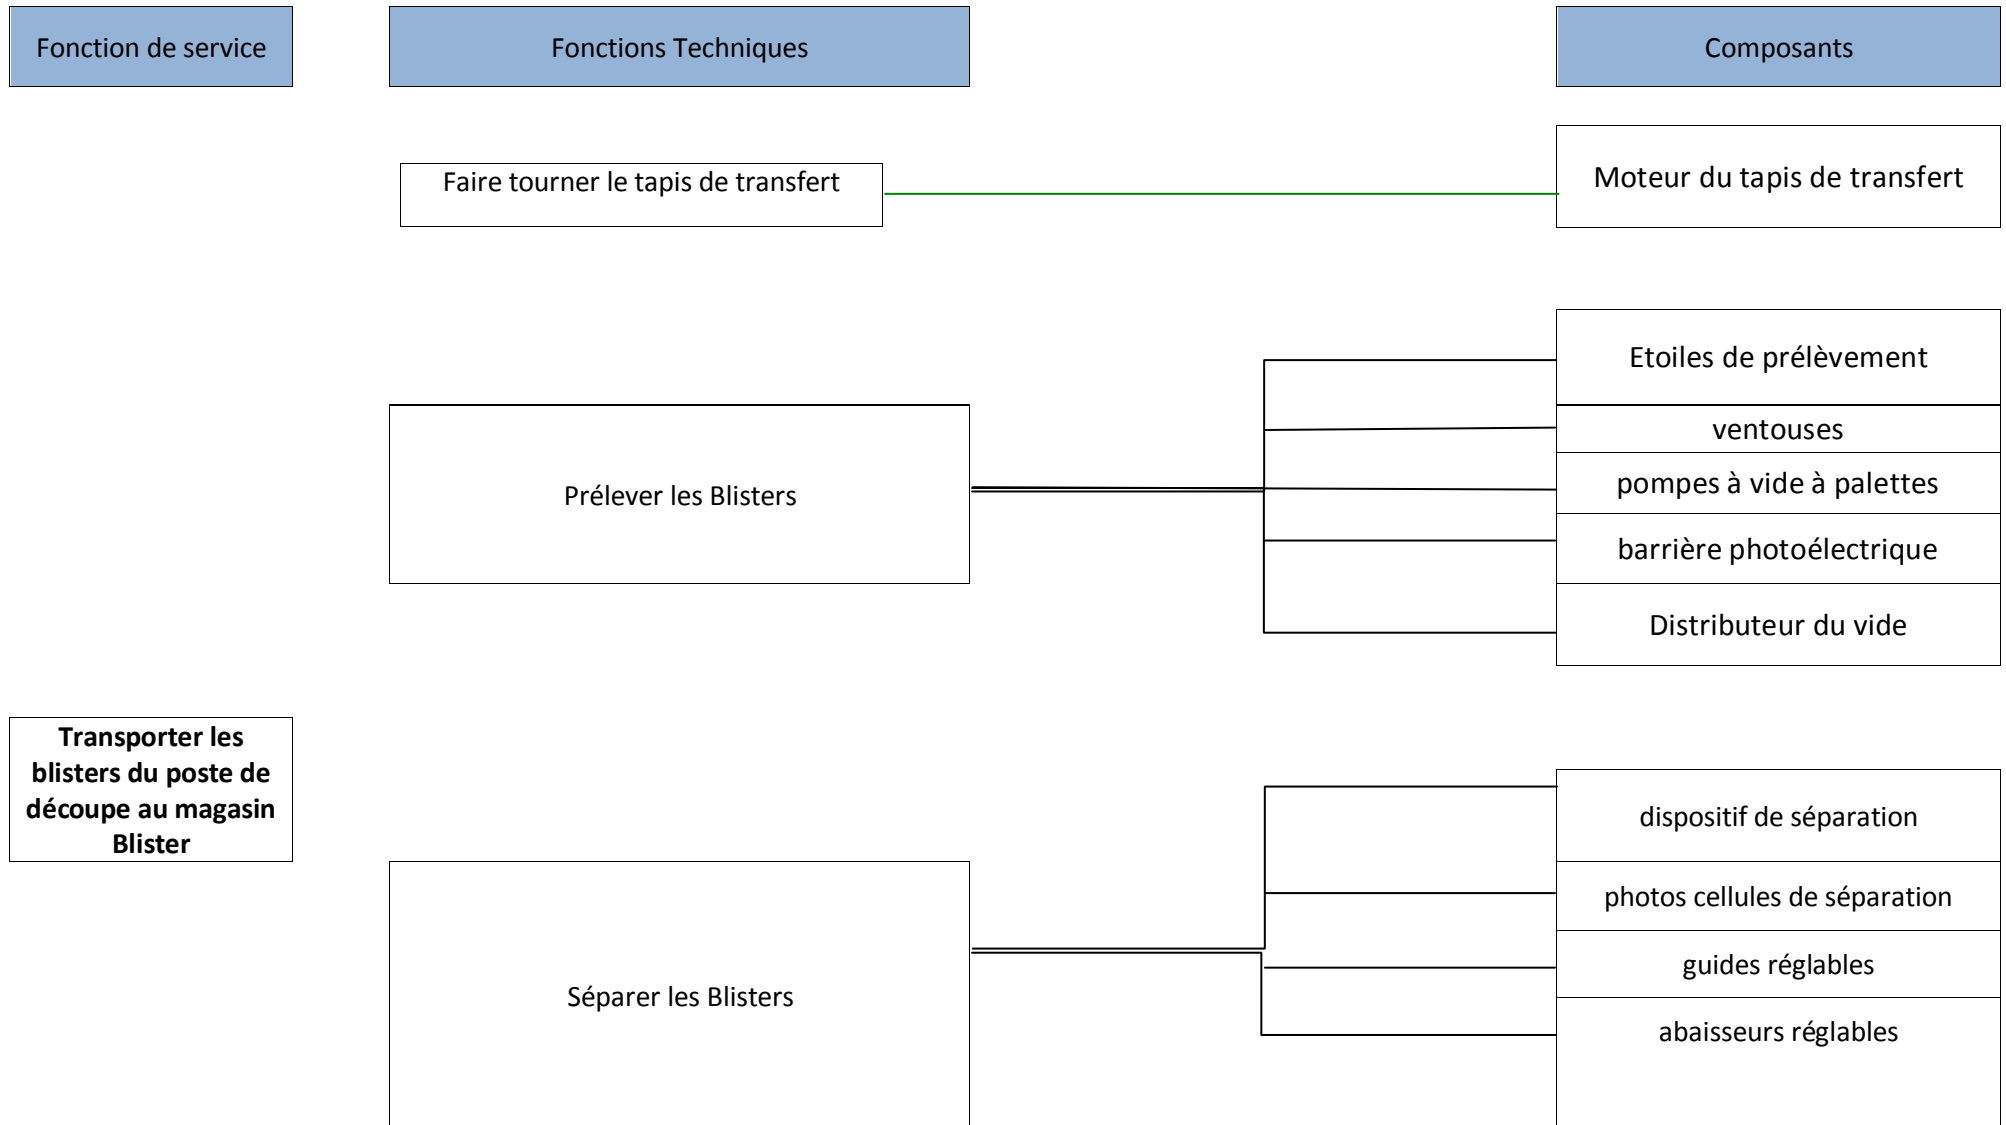 Fonction de service
Fonctions Techniques
Composants
Faire tourner le tapis de transfert
Moteur du tapis de transfert
Etoiles de prélèvement
ventouses
Prélever les Blisters
pompes à vide à palettes
barrière photoélectrique
Distributeur du vide
Transporter les
blisters du poste de
découpe au magasin
Blister
dispositif de séparation
photos cellules de séparation
guides réglables
Séparer les Blisters
abaisseurs réglables